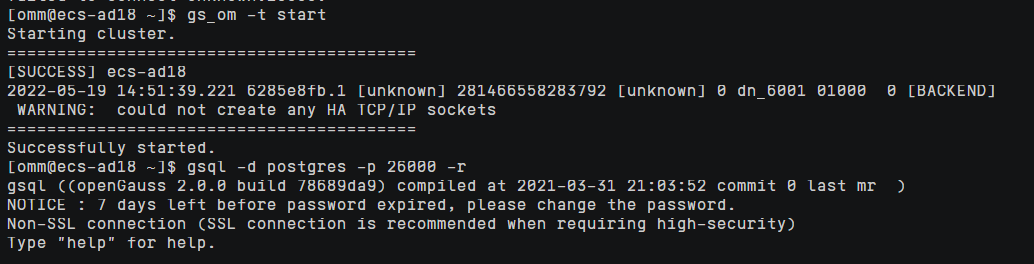 [omm@ecs-ad18 ~]$ gs_om -t start
Starting cluster.
=========================================
[SUCCESS] ecs-ad18
2022-05-19 14:51:39.221 6285e8fb.1 [unknown] 281466558283792 [unknown] 0 dn_6001 01000  0 [BACKEND]
 WARNING:  could not create any HA TCP/IP sockets
=========================================
Successfully started.
[omm@ecs-ad18 ~]$ gsql -d postgres -p 26000 -r
gsql ((openGauss 2.0.0 build 78689da9) compiled at 2021-03-31 21:03:52 commit 0 last mr  )
NOTICE : 7 days left before password expired, please change the password.
Non-SSL connection (SSL connection is recommended when requiring high-security)
Type "help" for help.